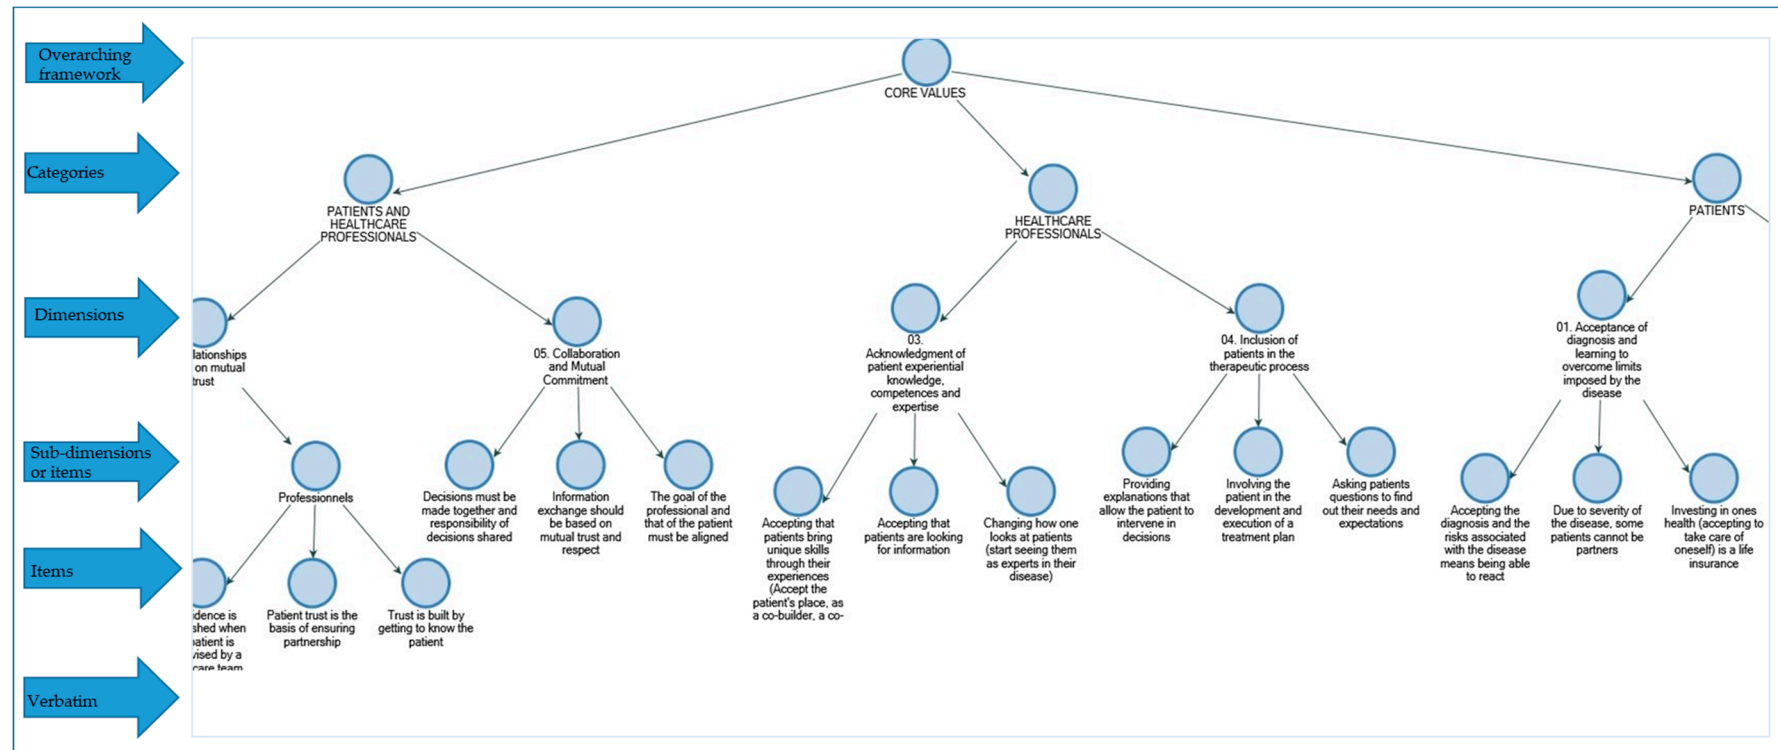 Overarching
framework
CORE VALUES
Categories
PATIENTS AND
HEALTHCARE
PROFESSIONALS
HEALTHCARE
PROFESSIONALS
PATIENTS
Dimensions
lationships
on mutual
trust
05. Collaboration
and Mutual
Commitment
03.
Acknowledgment of
patient experiential
knowledge,
competences and
expertise
04. Inclusion of
patients in the
therapeutic process
01. Acceptance of
diagnosis and
learning to
overcome limits
imposed by the
disease
Sub-dimensions
or items
Professionnels
Decisions must be
made together and
responsibility of
decisions shared
Information
exchange should
be based on
mutual trust and
respect
The goal of the
professional and
that of the patient
must be aligned
Accepting that
patients bring
unique skills
through their
experiences
(Accept the
patient's place, as
a co-builder, a co-
Accepting that
patients are looking
for information
Changing how one
looks at patients
(start seeing them
as experts in their
disease)
Providing
explanations that
allow the patient to
intervene in
decisions
Involving the
patient in the
development and
execution of a
treatment plan
Asking patients
questions to find
out their needs and
expectations
Accepting the
diagnosis and the
risks associated
with the disease
means being able
to react
Due to severity of
the disease, some
patients cannot be
partners
Investing in ones
health (accepting to
take care of
oneself) is a life
insurance
Items
idence is
shed when
patient is
vised by a
care team
Patient trust is the
basis of ensuring
partnership
Trust is built by
getting to know the
patient
Verbatim